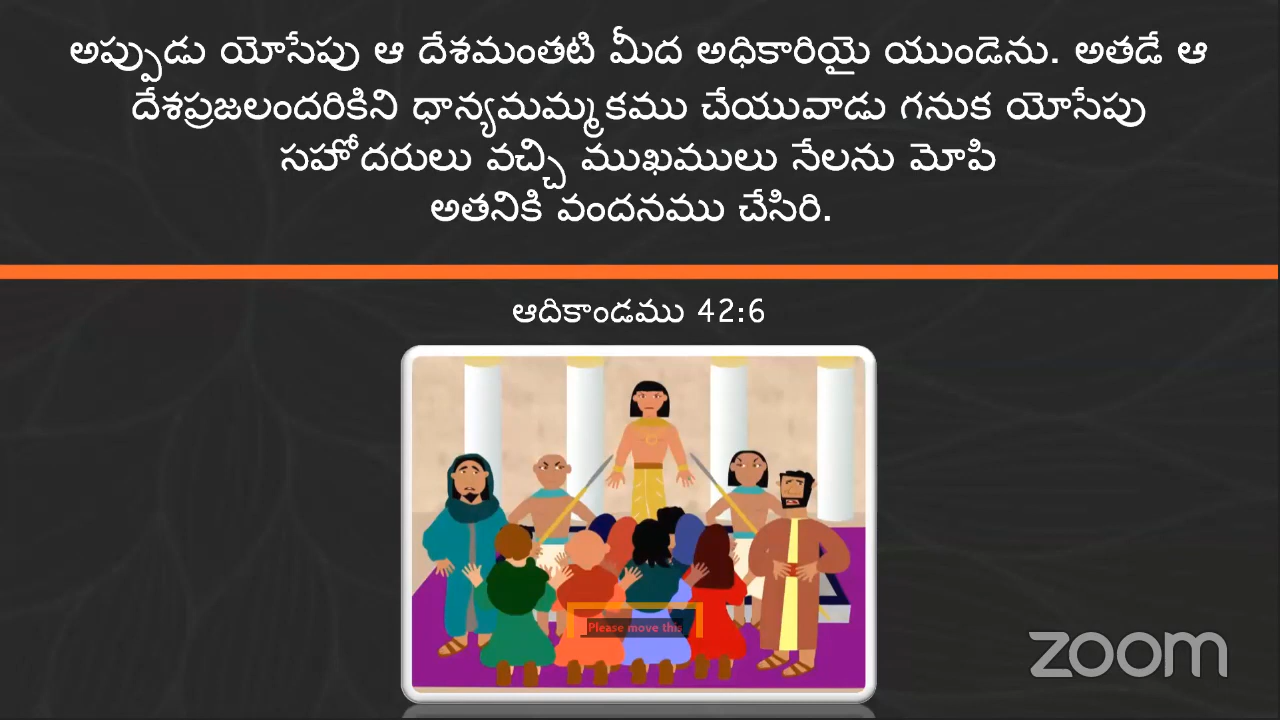 అప్పుడు యోసేపు ఆ దేశమంతటి మీద అధికారియై యుండెను. అతడే ఆ
దేశప్రజలందరికిని ధాన్యమమ్మకము చేయువాడు గనుక యోసేపు
సహోదరులు వచ్చి ముఖములు నేలను మోపి
అతనికి వందనము చేసిరి.
ఆదికాండము 42:6
Please move this
zoom